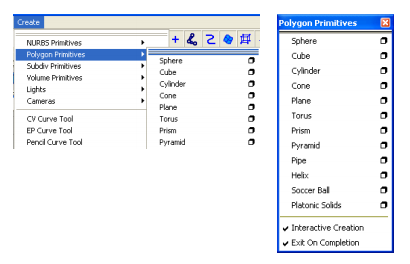 Create
NURBS Primitives
Polygon Primitives
Subdiv Primitives
Volume Primitives
Lights
Cameras
CV Curve Tool
EP Curve Tool
Pencil Curve Tool
Sphere
Cube
Cylinder
Cone
Plane
Torus
Prism
Pyramid
Polygon Primitives
Sphere
Cube
Cylinder
Cone
Plane
Torus
Prism
Pyramid
Pipe
Helix
Soccer Ball
Platonic Solids
Interactive Creation
Exit On Completion